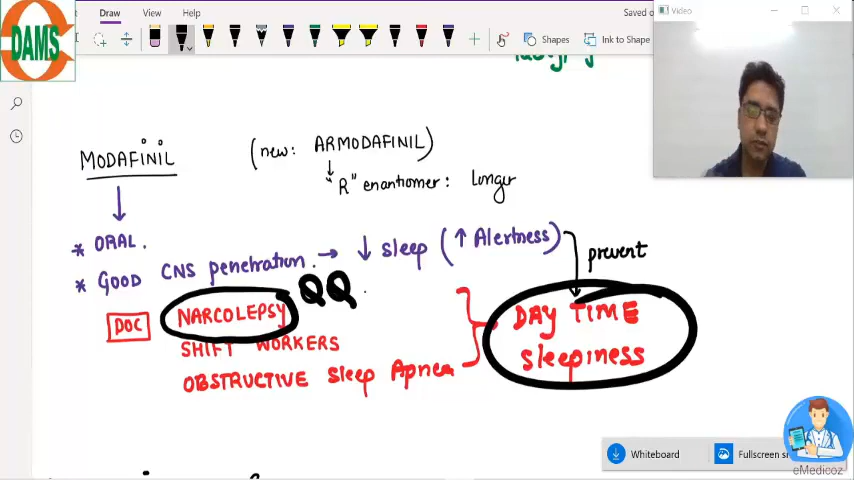 DAMS
Draw View Help
Saved o
Video
Shapes
Ink to Shape
MODAFINIL
(new: ARMODAFINIL)
"R" enantiomer: longer
* ORAL.
* GOOD CNS penetration. → ↓ sleep (↑ Alertness)
prevent
DOC
NARCOLEPSY
QQ
SHIFT WORKERS
OBSTRUCTIVE Sleep Apnea
DAY TIME
sleepiness
Whiteboard
Fullscreen s
eMedicoz